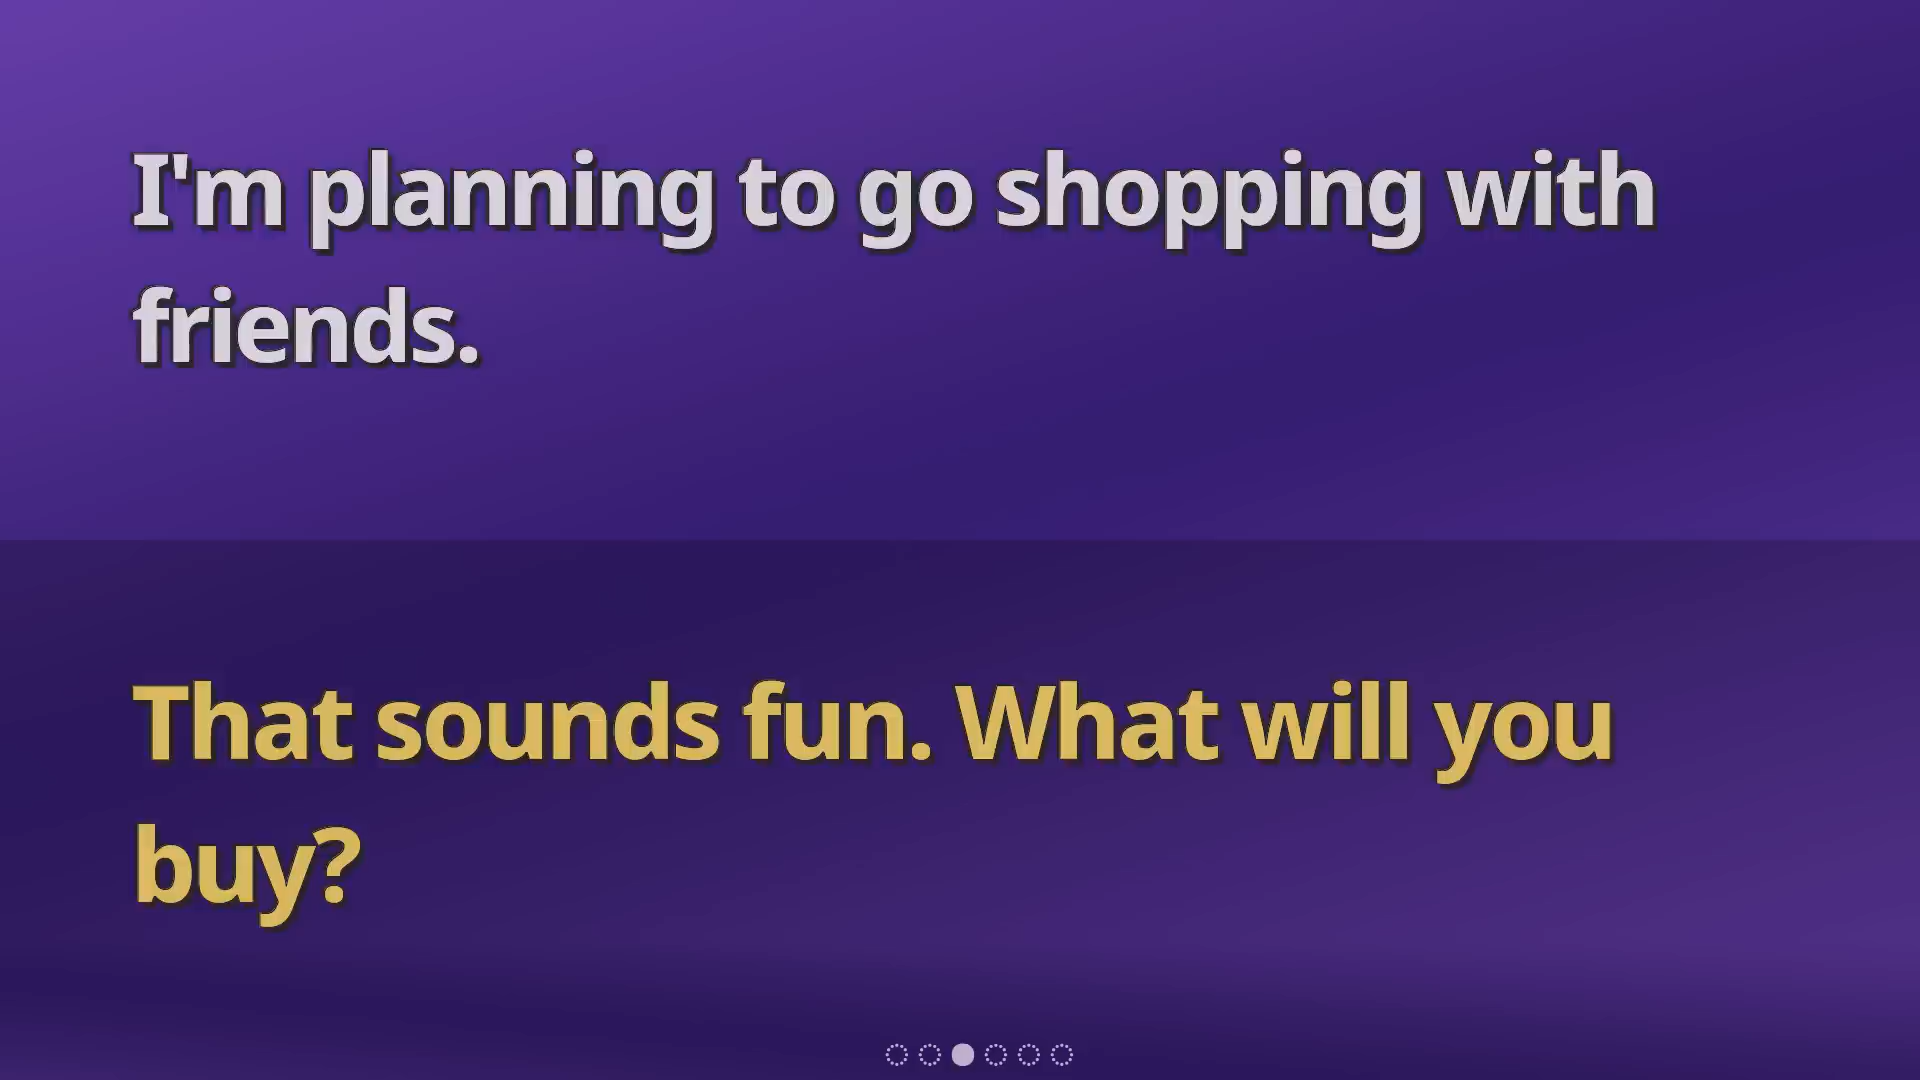 I'm planning to go shopping with
friends.
That sounds fun. What will you
buy?